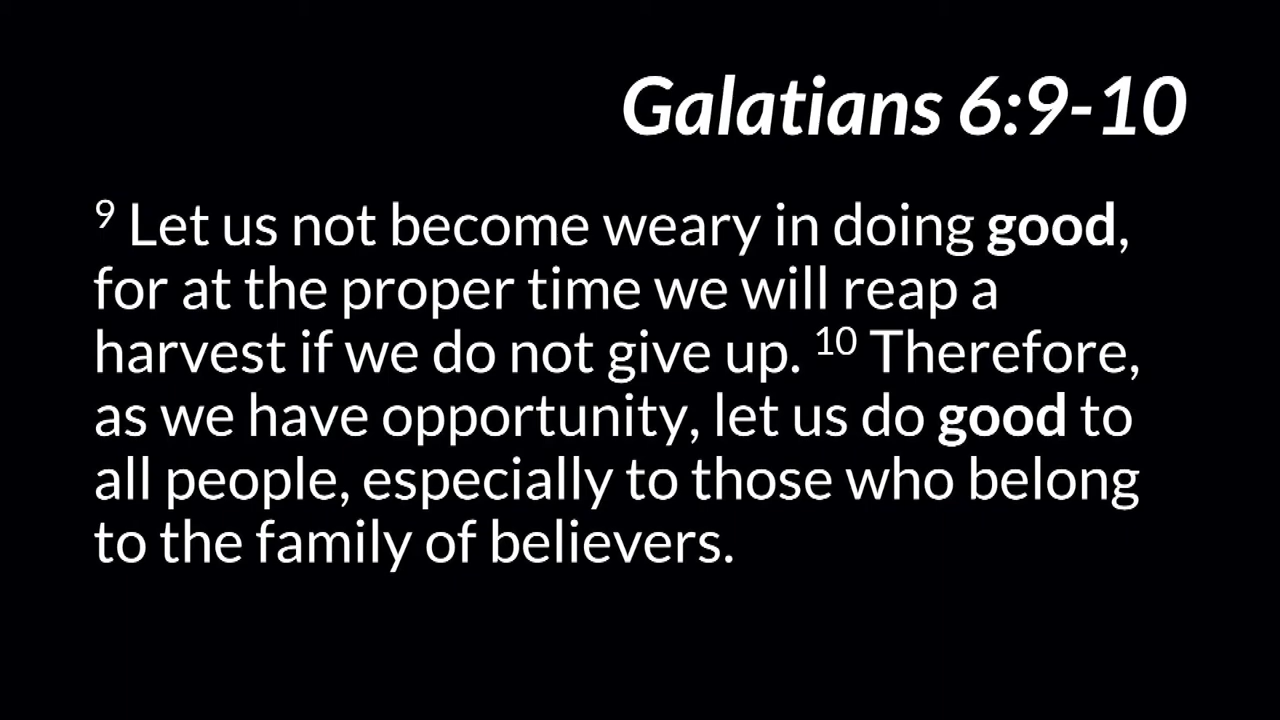 Galatians 6:9-10
9 Let us not become weary in doing good,
for at the proper time we will reap a
harvest if we do not give up. 10 Therefore,
as we have opportunity, let us do good to
all people, especially to those who belong
to the family of believers.